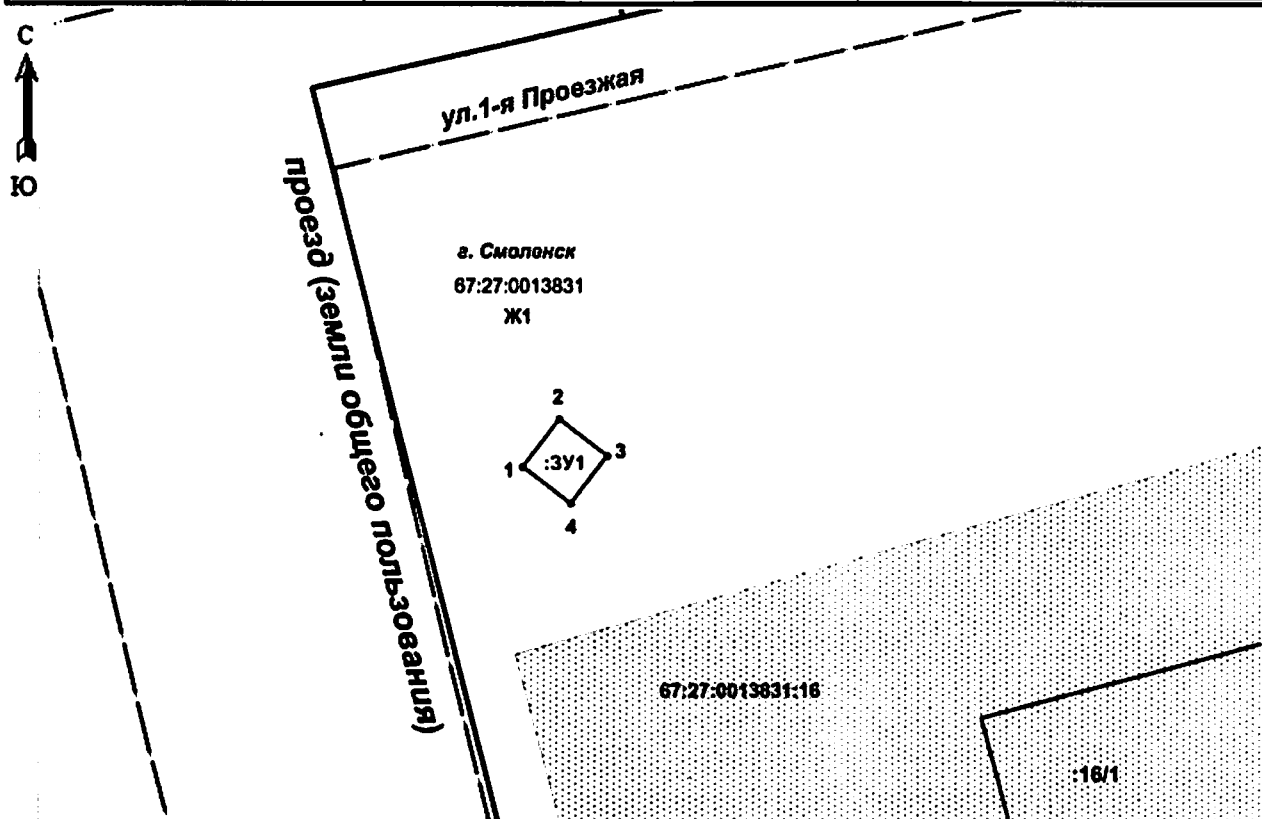 С
Ю
ул.1-я Проезжая
проезд (земли общего пользования)
г. Смоленск
67:27:0013831
Ж1
2
1
:ЗУ1
3
4
67:27:0013831:16
:16/1